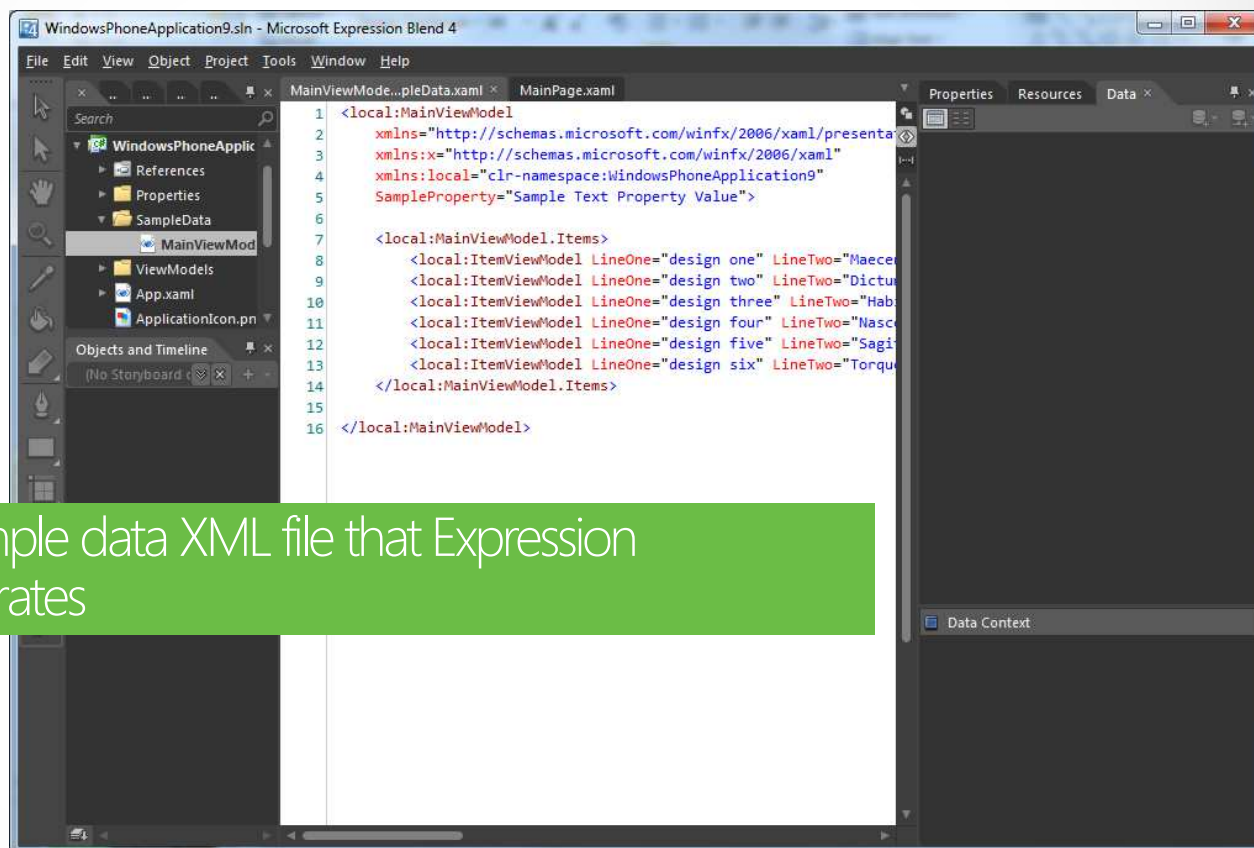 WindowsPhoneApplication9.sln - Microsoft Expression Blend 4
File Edit View Object Project Tools Window Help
MainViewMode...pleData.xaml × MainPage.xaml
Properties Resources Data ×
Search
WindowsPhoneApplic
References
Properties
SampleData
MainViewMod
ViewModels
App.xaml
ApplicationIcon.pn
Objects and Timeline
(No Storyboard
1 <local:MainViewModel
2 xmlns="http://schemas.microsoft.com/winfx/2006/xaml/presenta
3 xmlns:x="http://schemas.microsoft.com/winfx/2006/xaml"
4 xmlns:local="clr-namespace:WindowsPhoneApplication9"
5 SampleProperty="Sample Text Property Value">
6
7 <local:MainViewModel.Items>
8 <local:ItemViewModel LineOne="design one" LineTwo="Maece
9 <local:ItemViewModel LineOne="design two" LineTwo="Dictu
10 <local:ItemViewModel LineOne="design three" LineTwo="Hab
11 <local:ItemViewModel LineOne="design four" LineTwo="Nasc
12 <local:ItemViewModel LineOne="design five" LineTwo="Sagi
13 <local:ItemViewModel LineOne="design six" LineTwo="Torqu
14 </local:MainViewModel.Items>
15
16 </local:MainViewModel>
mple data XML file that Expression
rates
Data Context